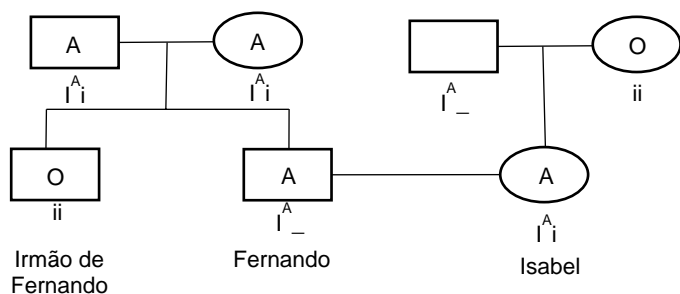 A
A
O
I^A i
I^A i
I^A _
ii
O
A
A
ii
I^A _
I^A i
Irmão de
Fernando
Fernando
Isabel